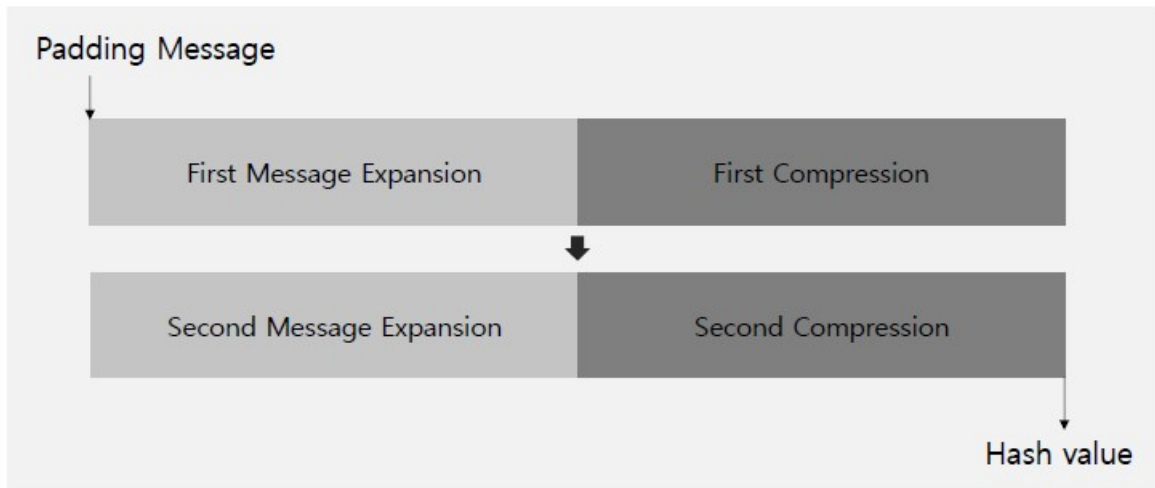 Padding Message
First Message Expansion
First Compression
Second Message Expansion
Second Compression
Hash value